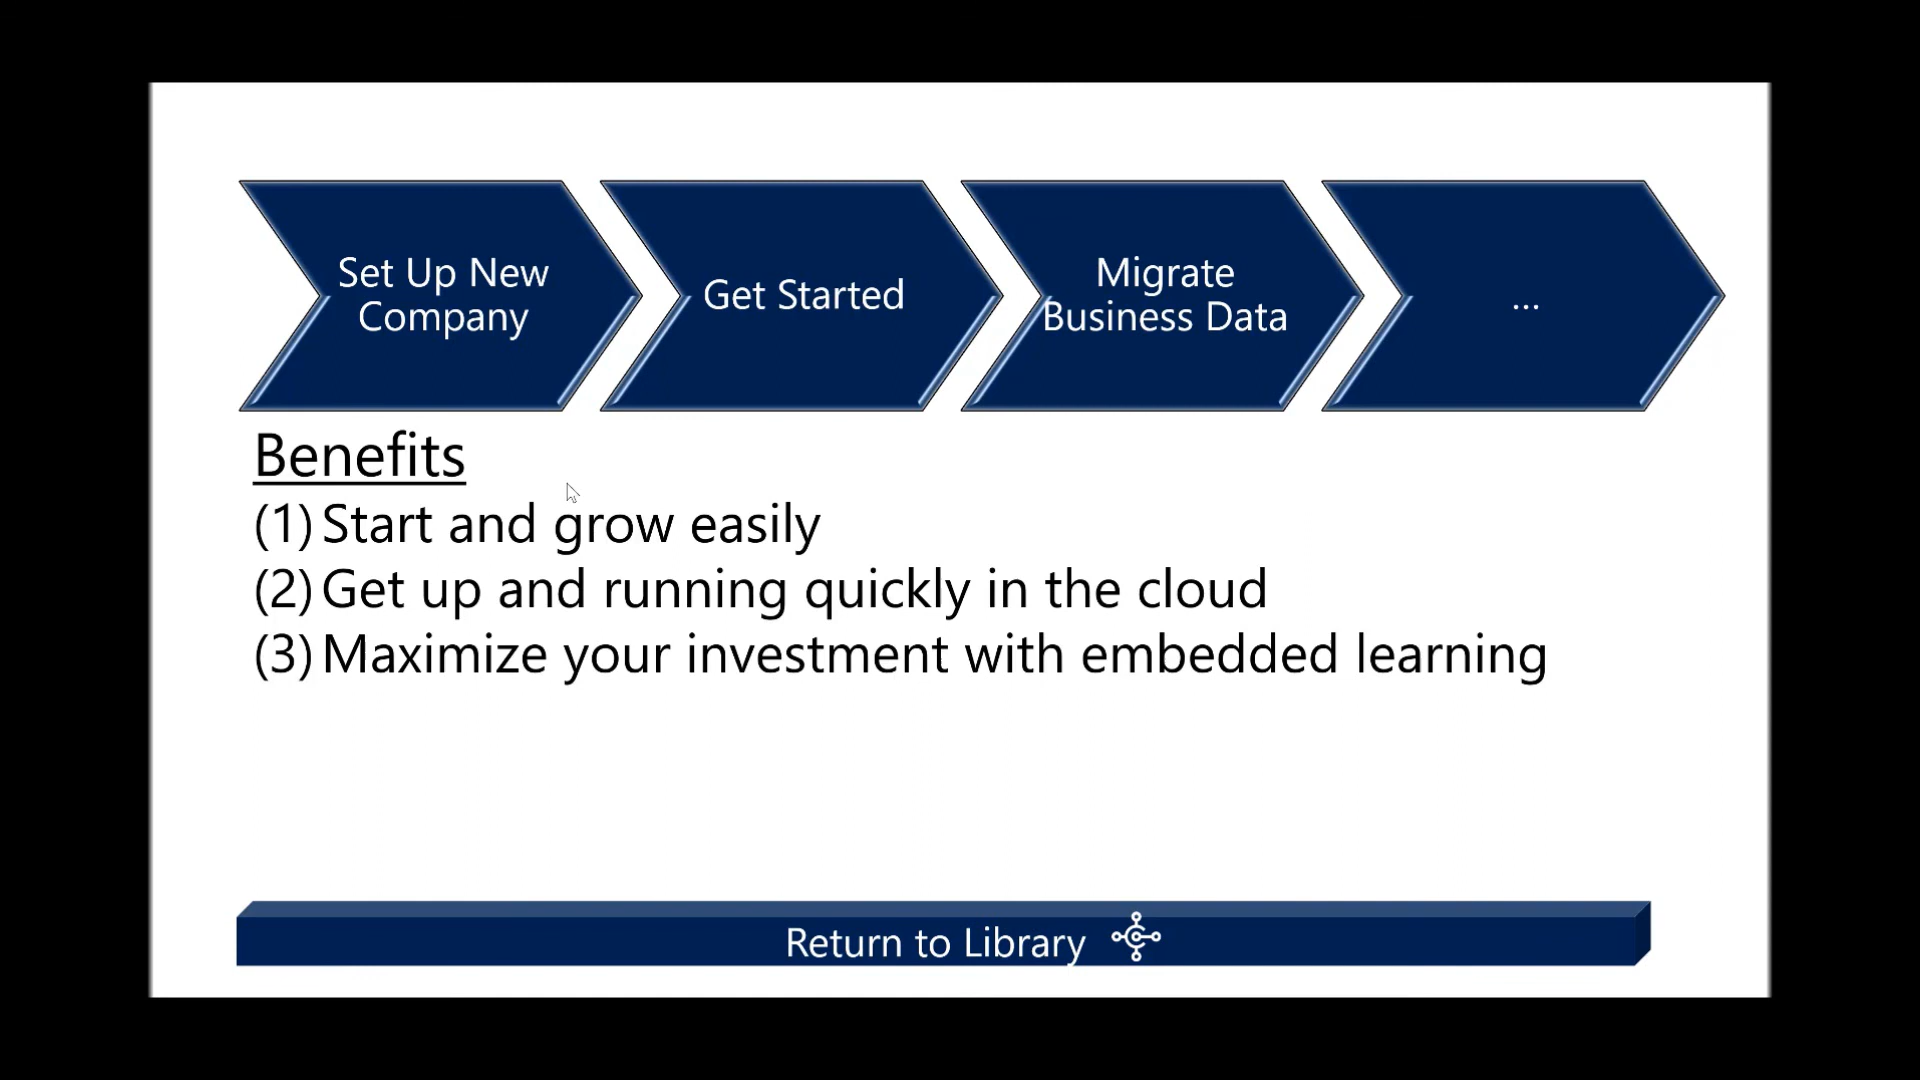 Set Up New
Company
Get Started
Migrate
Business Data
...
Benefits
(1) Start and grow easily
(2) Get up and running quickly in the cloud
(3) Maximize your investment with embedded learning
Return to Library